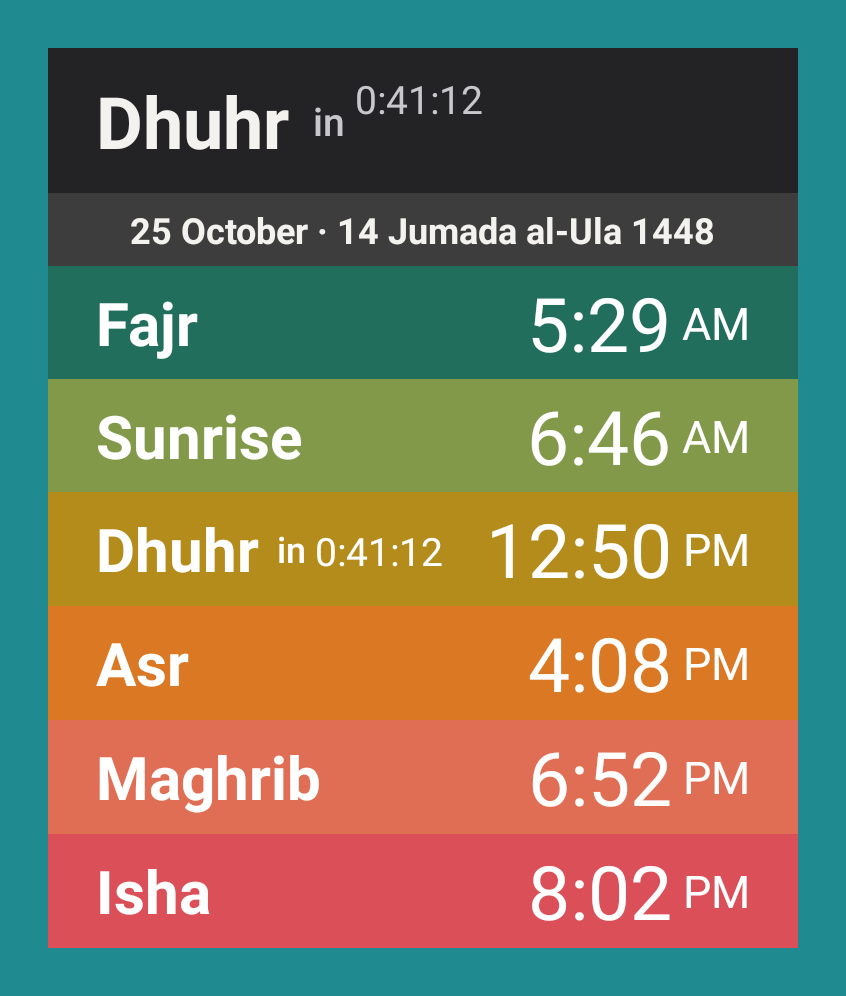 Dhuhr in 0:41:12
25 October · 14 Jumada al-Ula 1448
Fajr 5:29 AM
Sunrise 6:46 AM
Dhuhr in 0:41:12 12:50 PM
Asr 4:08 PM
Maghrib 6:52 PM
Isha 8:02 PM